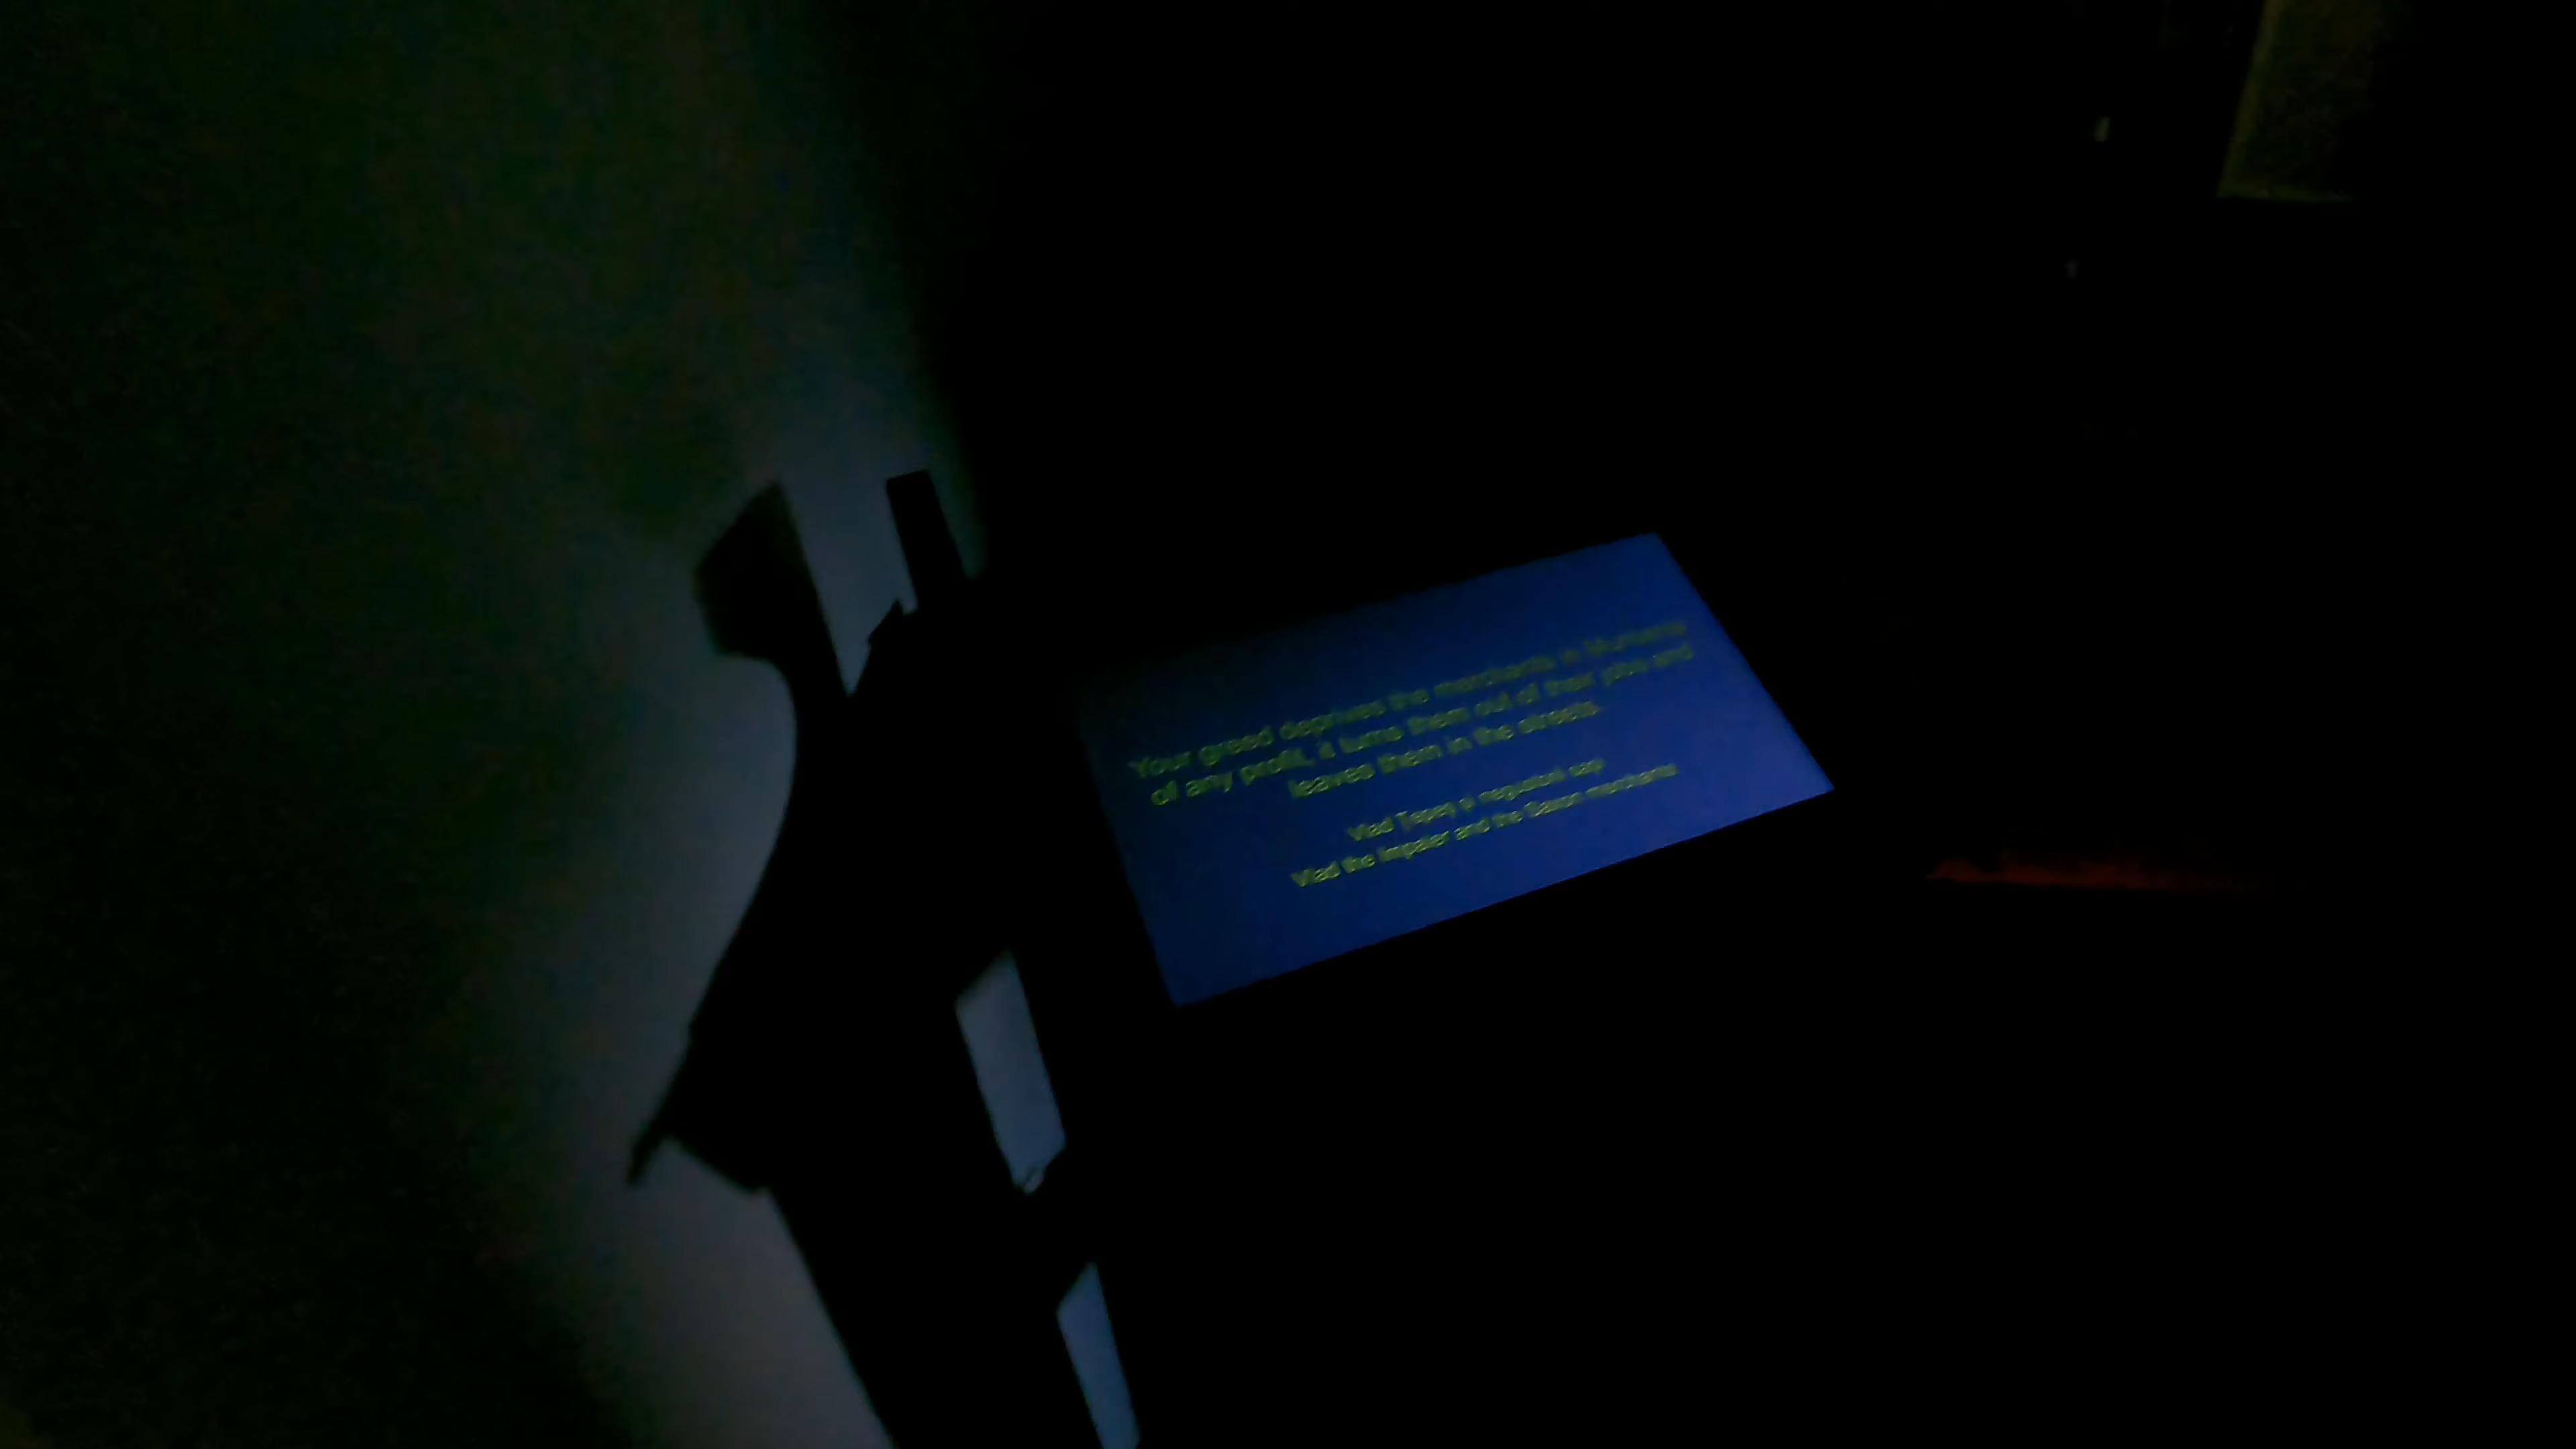 Your greed deprives the merchants in Muntenia
of any profit, it turns them out of their jobs and
leaves them in the streets.
Vlad Țepeș și negustorii sași
Vlad the Impaler and the Saxon merchants